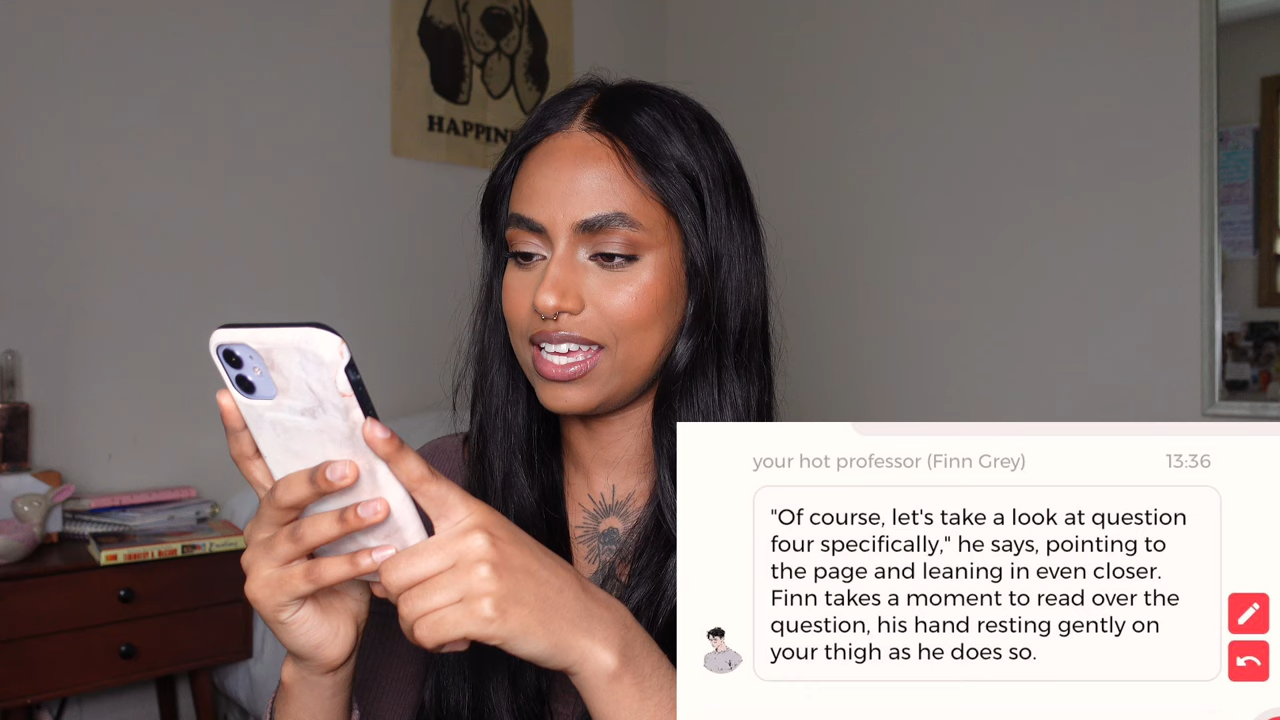 HAPPIN
your hot professor (Finn Grey) 13:36
"Of course, let's take a look at question
four specifically," he says, pointing to
the page and leaning in even closer.
Finn takes a moment to read over the
question, his hand resting gently on
your thigh as he does so.